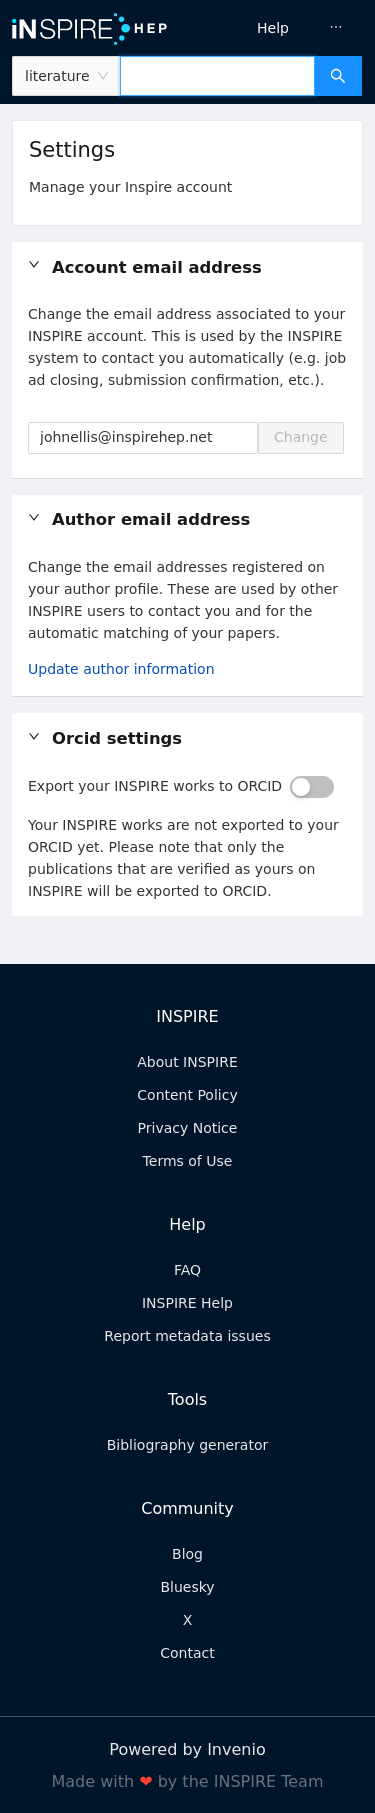 iNSPIRE HEP
Help
···
literature
Settings
Manage your Inspire account
Account email address
Change the email address associated to your
INSPIRE account. This is used by the INSPIRE
system to contact you automatically (e.g. job
ad closing, submission confirmation, etc.).
johnellis@inspirehep.net
Change
Author email address
Change the email addresses registered on
your author profile. These are used by other
INSPIRE users to contact you and for the
automatic matching of your papers.
Update author information
Orcid settings
Export your INSPIRE works to ORCID
Your INSPIRE works are not exported to your
ORCID yet. Please note that only the
publications that are verified as yours on
INSPIRE will be exported to ORCID.
INSPIRE
About INSPIRE
Content Policy
Privacy Notice
Terms of Use
Help
FAQ
INSPIRE Help
Report metadata issues
Tools
Bibliography generator
Community
Blog
Bluesky
X
Contact
Powered by Invenio
Made with ❤ by the INSPIRE Team